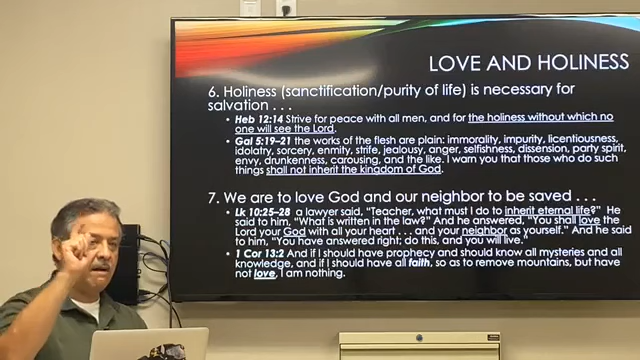 LOVE AND HOLINESS
6. Holiness (sanctification/purity of life) is necessary for
salvation . . .
• Heb 12:14 Strive for peace with all men, and for the holiness without which no
one will see the Lord.
• Gal 5:19-21 the works of the flesh are plain: immorality, impurity, licentiousness,
idolatry, sorcery, enmity, strife, jealousy, anger, selfishness, dissension, party spirit,
envy, drunkenness, carousing, and the like. I warn you that those who do such
things shall not inherit the kingdom of God.
7. We are to love God and our neighbor to be saved . . .
• Lk 10:25-28 a lawyer said, "Teacher, what must I do to inherit eternal life?" He
said to him, "What is written in the law?" And he answered, "You shall love the
Lord your God with all your heart . . . and your neighbor as yourself." And he said
to him, "You have answered right; do this, and you will live."
• 1 Cor 13:2 And if I should have prophecy and should know all mysteries and all
knowledge, and if I should have all faith, so as to remove mountains, but have
not love, I am nothing.